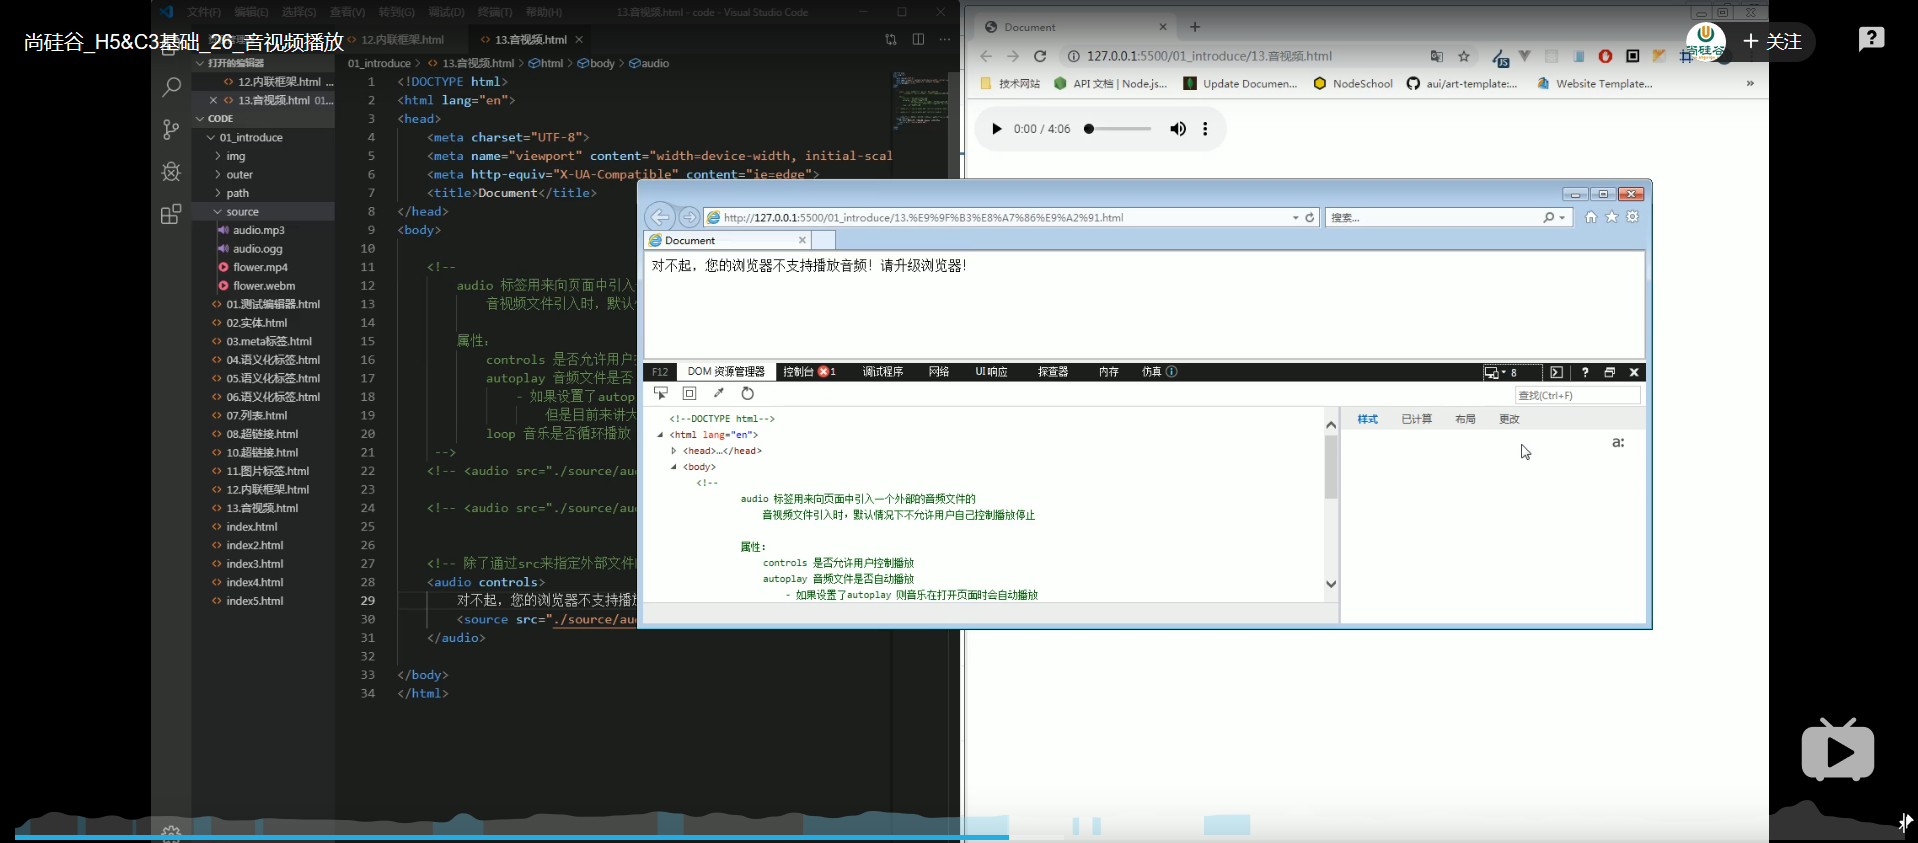 尚硅谷_H5&C3基础_26_音视频播放
关注
文件(F) 编辑(E) 选择(S) 查看(V) 转到(G) 调试(D) 终端(T) 帮助(H)
13.音视频.html - code - Visual Studio Code
打开的编辑器
12.内联框架.html ...
13.音视频.html 01...
CODE
01_introduce
img
outer
path
source
audio.mp3
audio.ogg
flower.mp4
flower.webm
01.测试编辑器.html
02.实体.html
03.meta标签.html
04.语义化标签.html
05.语义化标签.html
06.语义化标签.html
07.列表.html
08.超链接.html
10.超链接.html
11.图片标签.html
12.内联框架.html
13.音视频.html
index.html
index2.html
index3.html
index4.html
index5.html
12.内联框架.html
13.音视频.html
01_introduce > 13.音视频.html > html > body > audio
1 <!DOCTYPE html>
2 <html lang="en">
3 <head>
4 <meta charset="UTF-8">
5 <meta name="viewport" content="width=device-width, initial-scal
6 <meta http-equiv="X-UA-Compatible" content="ie=edge">
7 <title>Document</title>
8 </head>
9 <body>
10
11 <!--
12 audio 标签用来向页面中引入
13 音视频文件引入时，默认
14
15 属性：
16 controls 是否允许用户
17 autoplay 音频文件是否
18 - 如果设置了autop
19 但是目前来讲大
20 loop 音乐是否循环播放
21 -->
22 <!-- <audio src="./source/au
23
24 <!-- <audio src="./source/au
25
26
27 <!-- 除了通过src来指定外部文件
28 <audio controls>
29 对不起，您的浏览器不支持播
30 <source src="./source/au
31 </audio>
32
33 </body>
34 </html>
Document
127.0.0.1:5500/01_introduce/13.音视频.html
技术网站
API 文档 | Node.js...
Update Documen...
NodeSchool
aui/art-template:...
Website Template...
»
0:00 / 4:06
http://127.0.0.1:5500/01_introduce/13.%E9%9F%B3%E8%A7%86%E9%A2%91.html
搜索...
Document
对不起，您的浏览器不支持播放音频！请升级浏览器！
F12 DOM 资源管理器 控制台 1 调试程序 网络 UI 响应 探查器 内存 仿真 8
查找(Ctrl+F)
<!--DOCTYPE html-->
<html lang="en">
<head>…</head>
<body>
<!--
audio 标签用来向页面中引入一个外部的音频文件的
音视频文件引入时，默认情况下不允许用户自己控制播放停止
属性：
controls 是否允许用户控制播放
autoplay 音频文件是否自动播放
- 如果设置了autoplay 则音乐在打开页面时会自动播放
样式 已计算 布局 更改
a: